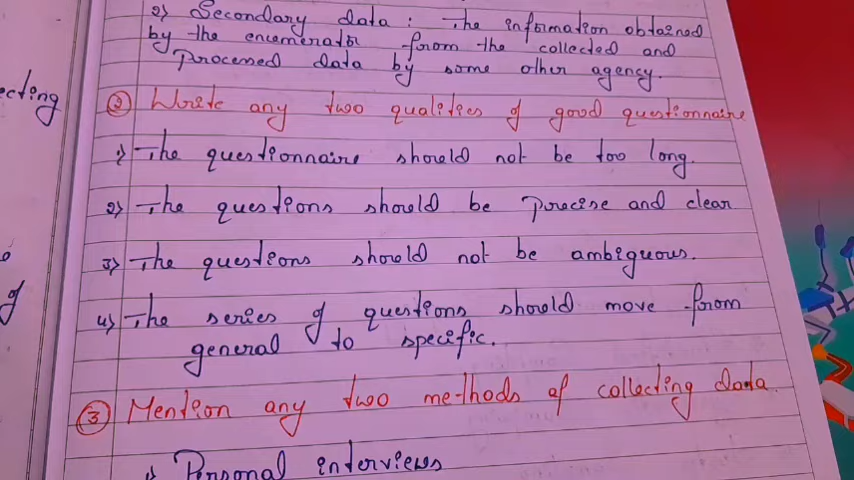 ecting
2) Secondary data : The information obtained
by the enumerator from the collected and
Processed data by some other agency.
② Write any two qualities of good questionnaire
1) The questionnaire should not be too long.
2) The questions should be Precise and clear
3) The questions should not be ambiguous.
4) The series of questions should move from
of
general to specific.
③ Mention any two methods of collecting data
1) Personal interviews